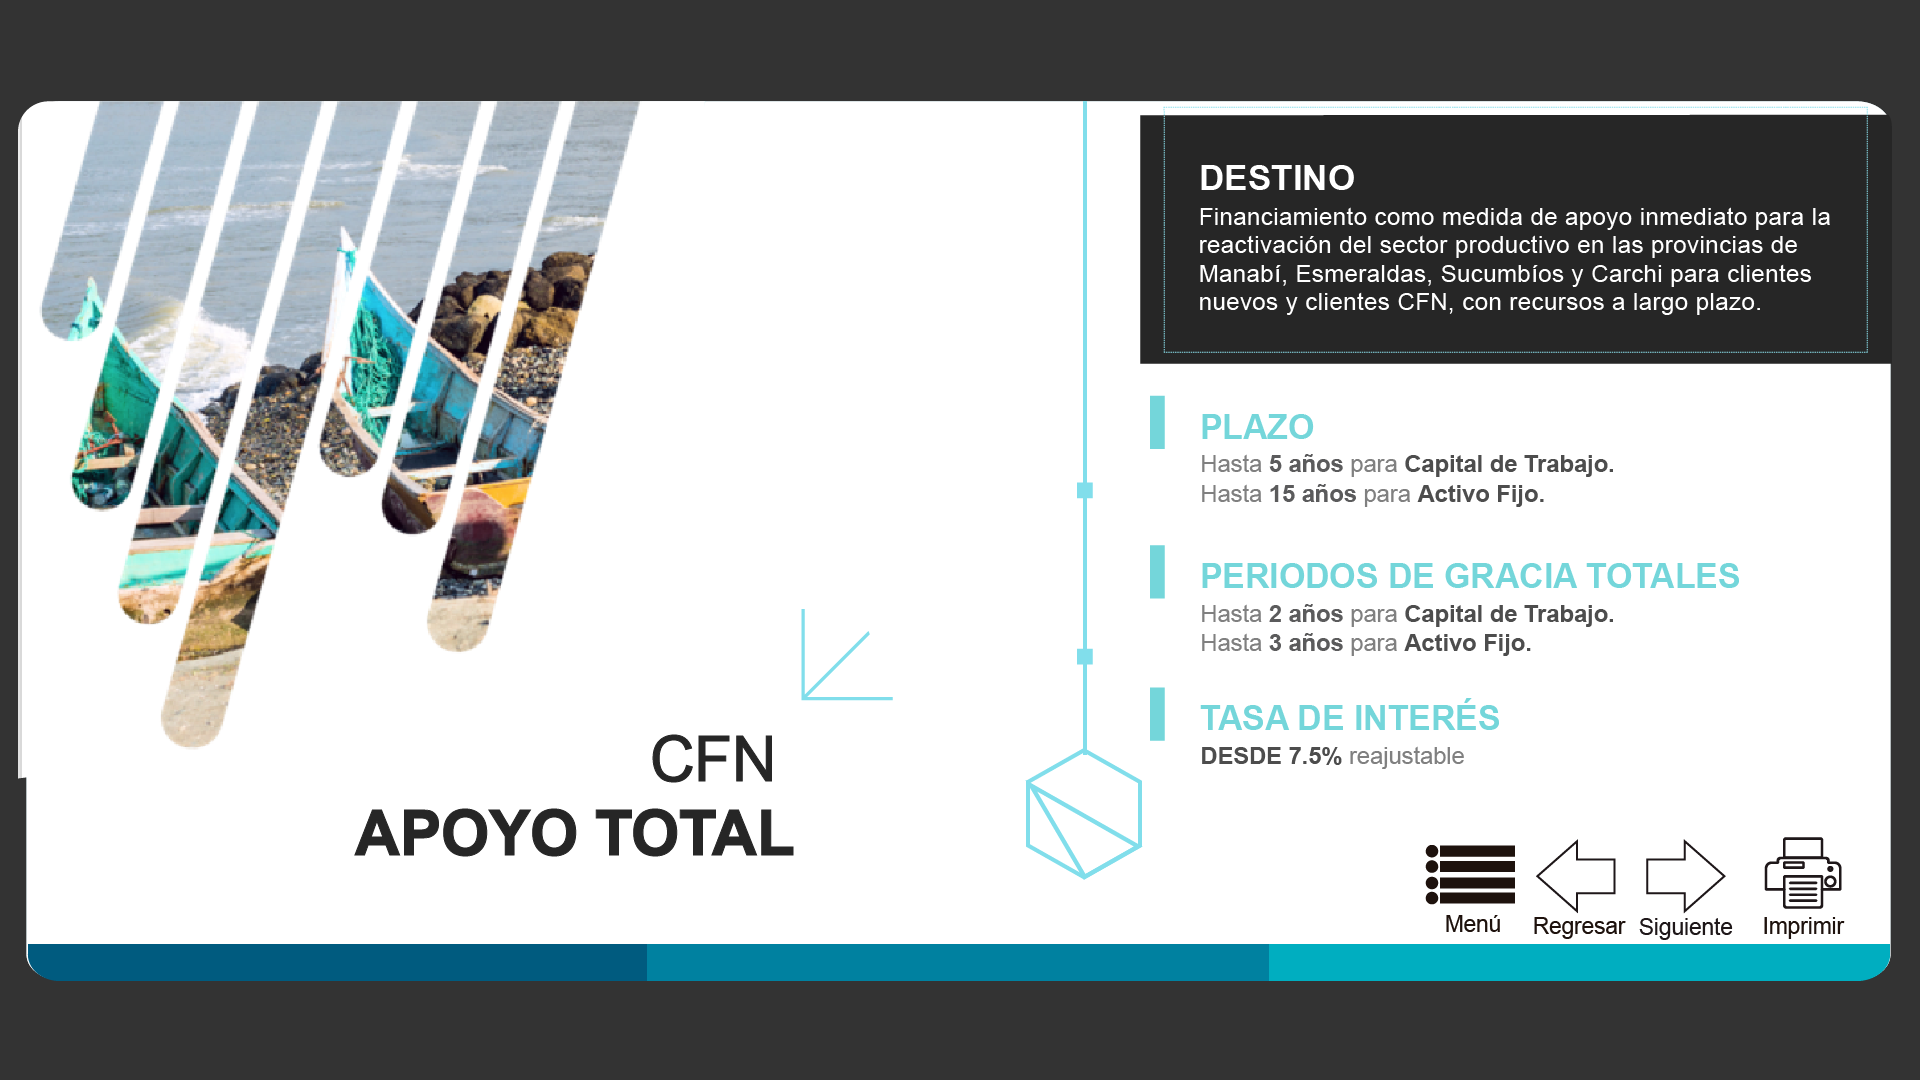 CFN
APOYO TOTAL
DESTINO
Financiamiento como medida de apoyo inmediato para la
reactivación del sector productivo en las provincias de
Manabí, Esmeraldas, Sucumbíos y Carchi para clientes
nuevos y clientes CFN, con recursos a largo plazo.
PLAZO
Hasta 5 años para Capital de Trabajo.
Hasta 15 años para Activo Fijo.
PERIODOS DE GRACIA TOTALES
Hasta 2 años para Capital de Trabajo.
Hasta 3 años para Activo Fijo.
TASA DE INTERÉS
DESDE 7.5% reajustable
Menú Regresar Siguiente Imprimir